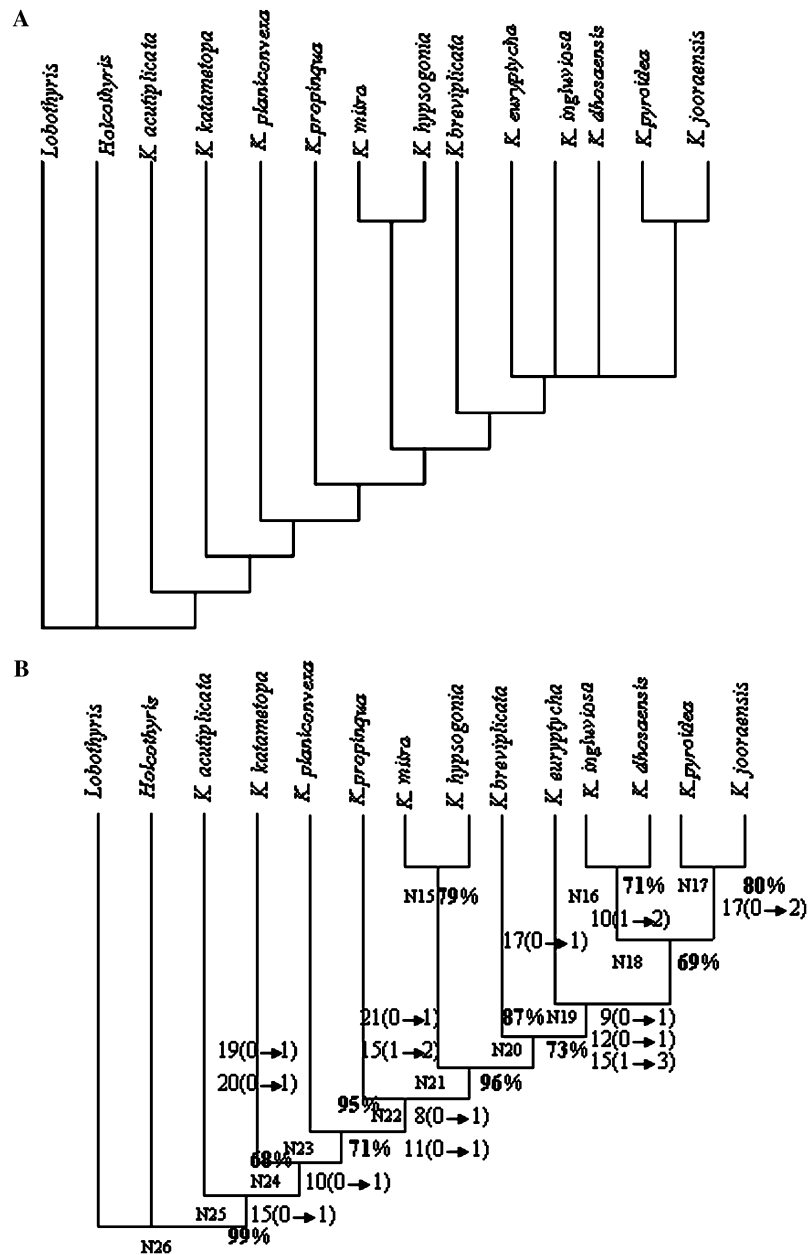 A
Lobothyris
Holcothyris
K. acutiplicata
K. katametopa
K. planiconvexa
K. propinqua
K. mitra
K. hypsogonia
K. breviplicata
K. euryptycha
K. ingluviosa
K. dhosaensis
K. pyroidea
K. jooraensis
B
Lobothyris
Holcothyris
K. acutiplicata
K. katametopa
K. planiconvexa
K. propinqua
K. mitra
K. hypsogonia
K. breviplicata
K. euryptycha
K. ingluviosa
K. dhosaensis
K. pyroidea
K. jooraensis
N15 79%
N16 71% N17 80%
17(0→2)
10(1→2)
17(0→1)
N18 69%
21(0→1) 87% N19 9(0→1)
12(0→1)
19(0→1) 15(1→2) N20 73% 15(1→3)
20(0→1) N21 96%
95% N22 8(0→1)
N23 71% 11(0→1)
68%
N24 10(0→1)
N25 15(0→1)
99%
N26